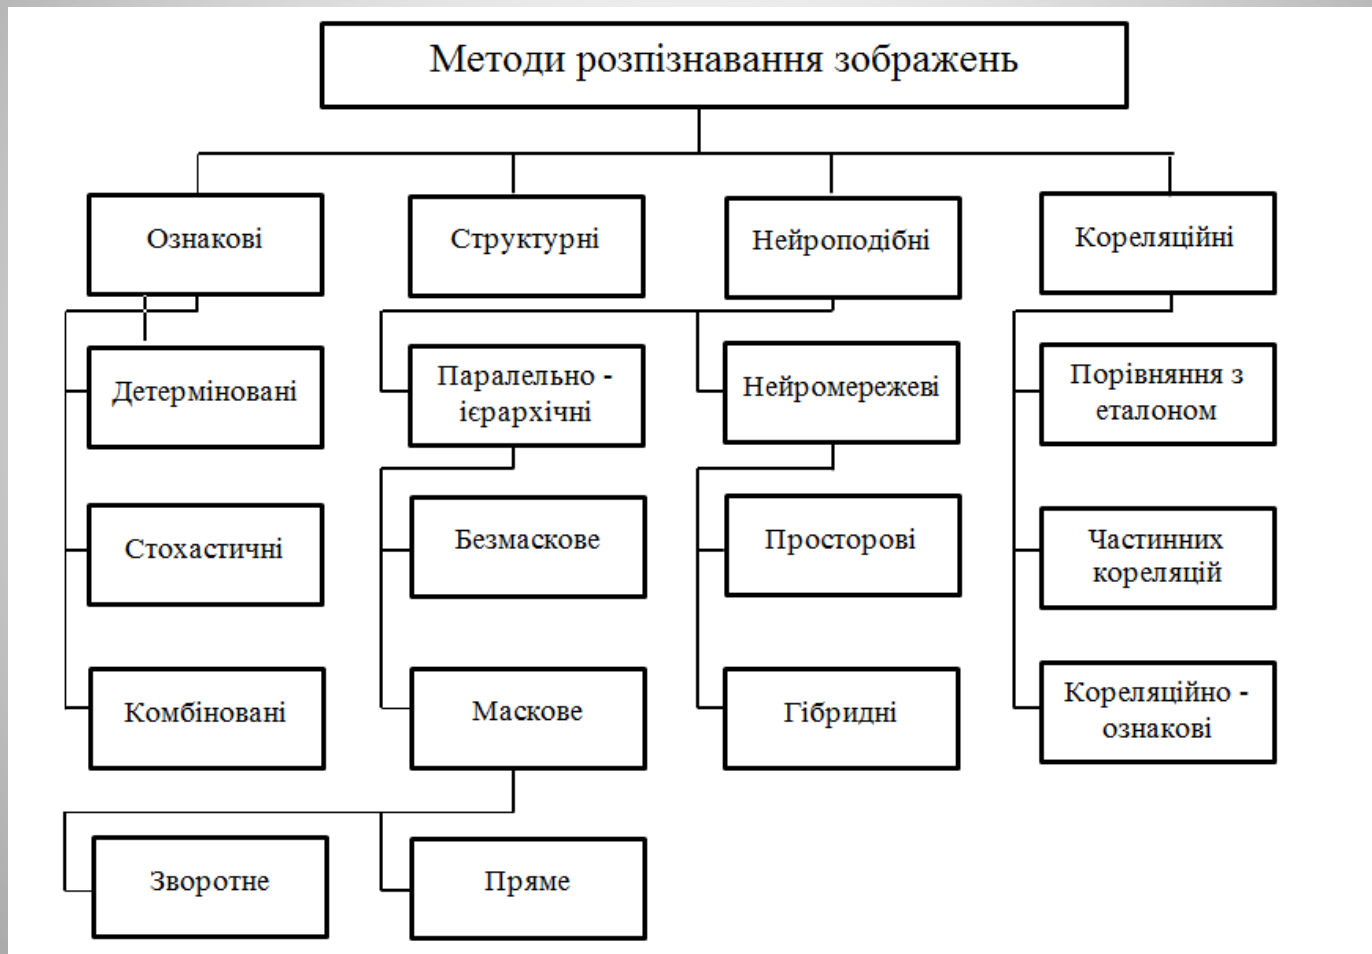 Методи розпізнавання зображень
Ознакові
Структурні
Нейроподібні
Кореляційні
Детерміновані
Паралельно -
ієрархічні
Нейромережеві
Порівняння з
еталоном
Стохастичні
Безмаскове
Просторові
Частинних
кореляцій
Комбіновані
Маскове
Гібридні
Кореляційно -
ознакові
Зворотне
Пряме